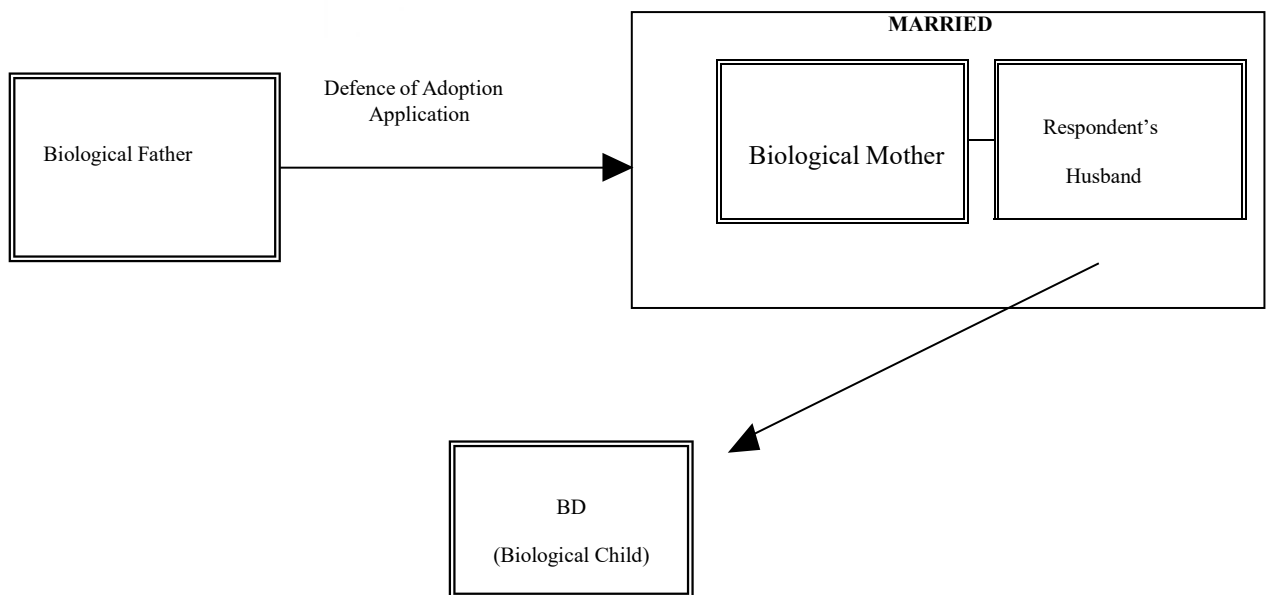 MARRIED
Defence of Adoption
Application
Biological Father
Biological Mother
Respondent’s
Husband
BD
(Biological Child)